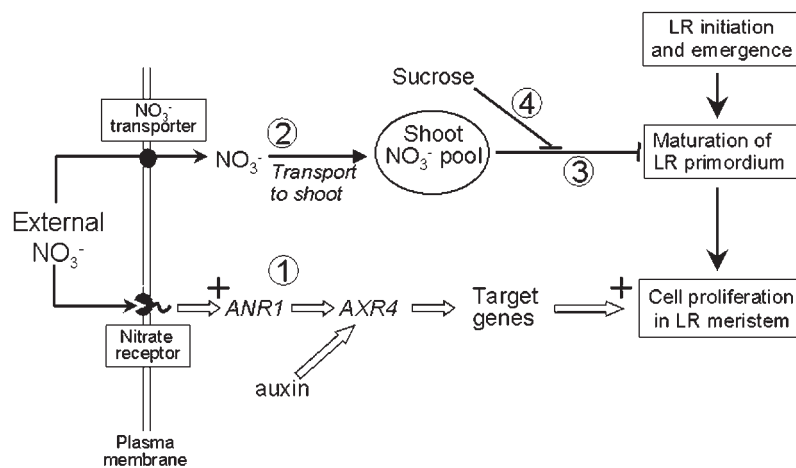 LR initiation
and emergence
Sucrose
④
NO₃⁻
transporter
②
NO₃⁻
Transport
to shoot
Shoot
NO₃⁻ pool
③
Maturation of
LR primordium
External
NO₃⁻
①
+
ANR1
AXR4
Target
genes
+
Cell proliferation
in LR meristem
Nitrate
receptor
auxin
Plasma
membrane